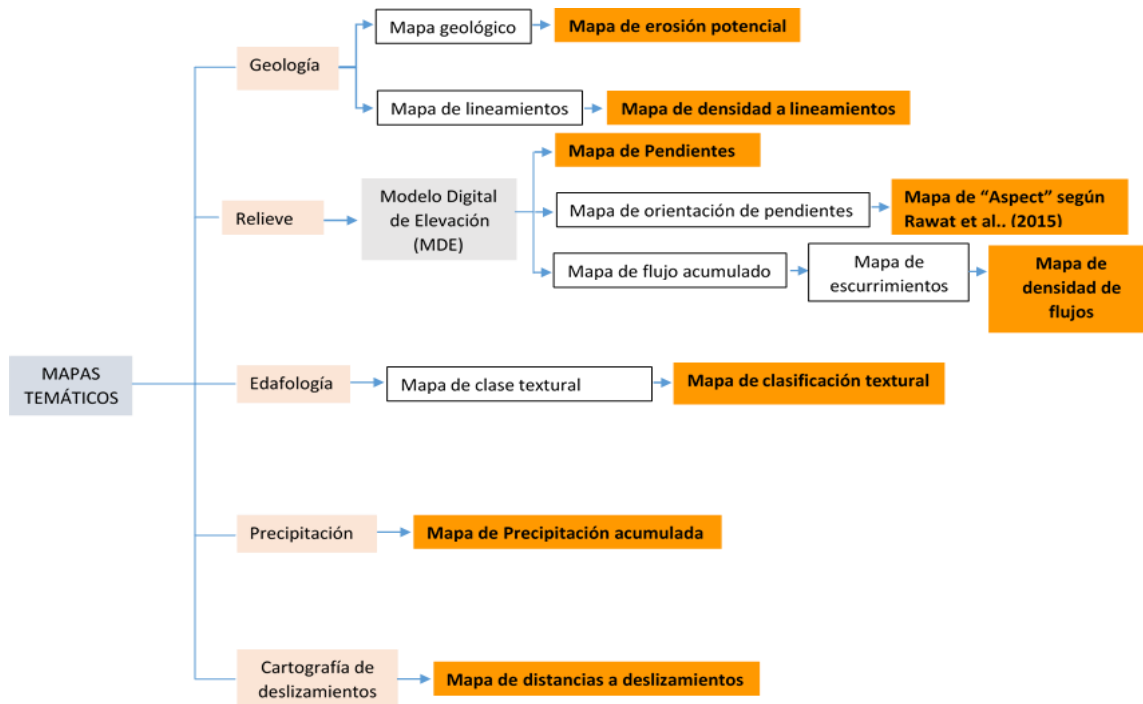 Mapa geológico
Mapa de erosión potencial
Geología
Mapa de lineamientos
Mapa de densidad a lineamientos
Mapa de Pendientes
Relieve
Modelo Digital
de Elevación
(MDE)
Mapa de orientación de pendientes
Mapa de “Aspect” según
Rawat et al.. (2015)
Mapa de flujo acumulado
Mapa de
escurrimientos
Mapa de
densidad de
flujos
MAPAS
TEMÁTICOS
Edafología
Mapa de clase textural
Mapa de clasificación textural
Precipitación
Mapa de Precipitación acumulada
Cartografía de
deslizamientos
Mapa de distancias a deslizamientos